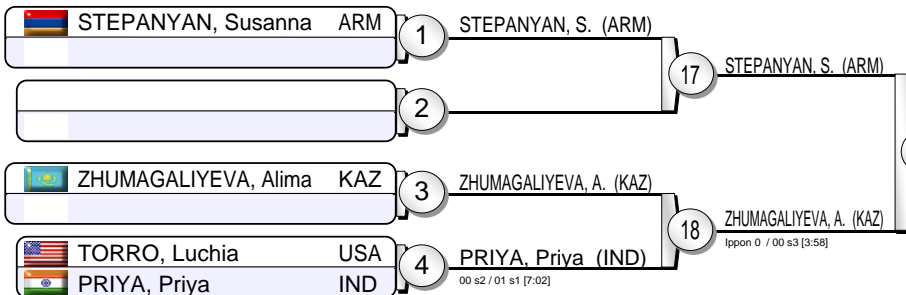 STEPANYAN, Susanna ARM
1
STEPANYAN, S. (ARM)
17
STEPANYAN, S. (ARM)
2
ZHUMAGALIYEVA, Alima KAZ
3
ZHUMAGALIYEVA, A. (KAZ)
18
ZHUMAGALIYEVA, A. (KAZ)
Ippon 0 / 00 s3 [3:58]
TORRO, Luchia USA
PRIYA, Priya IND
4
PRIYA, Priya (IND)
00 s2 / 01 s1 [7:02]